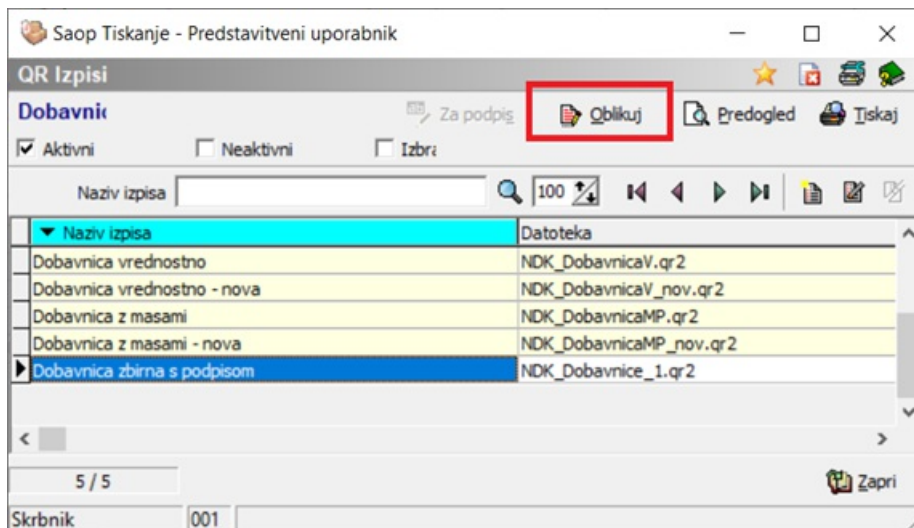 Saop Tiskanje - Predstavitveni uporabnik
QR Izpisi
Dobavnic
Za podpis Oblikuj Predogled Tiskaj
Aktivni Neaktivni Izbra
Naziv izpisa 100
Naziv izpisa Datoteka
Dobavnica vrednostno NDK_DobavnicaV.qr2
Dobavnica vrednostno - nova NDK_DobavnicaV_nov.qr2
Dobavnica z masami NDK_DobavnicaMP.qr2
Dobavnica z masami - nova NDK_DobavnicaMP_nov.qr2
Dobavnica zbirna s podpisom NDK_Dobavnice_1.qr2
5 / 5
Zapri
Skrbnik 001